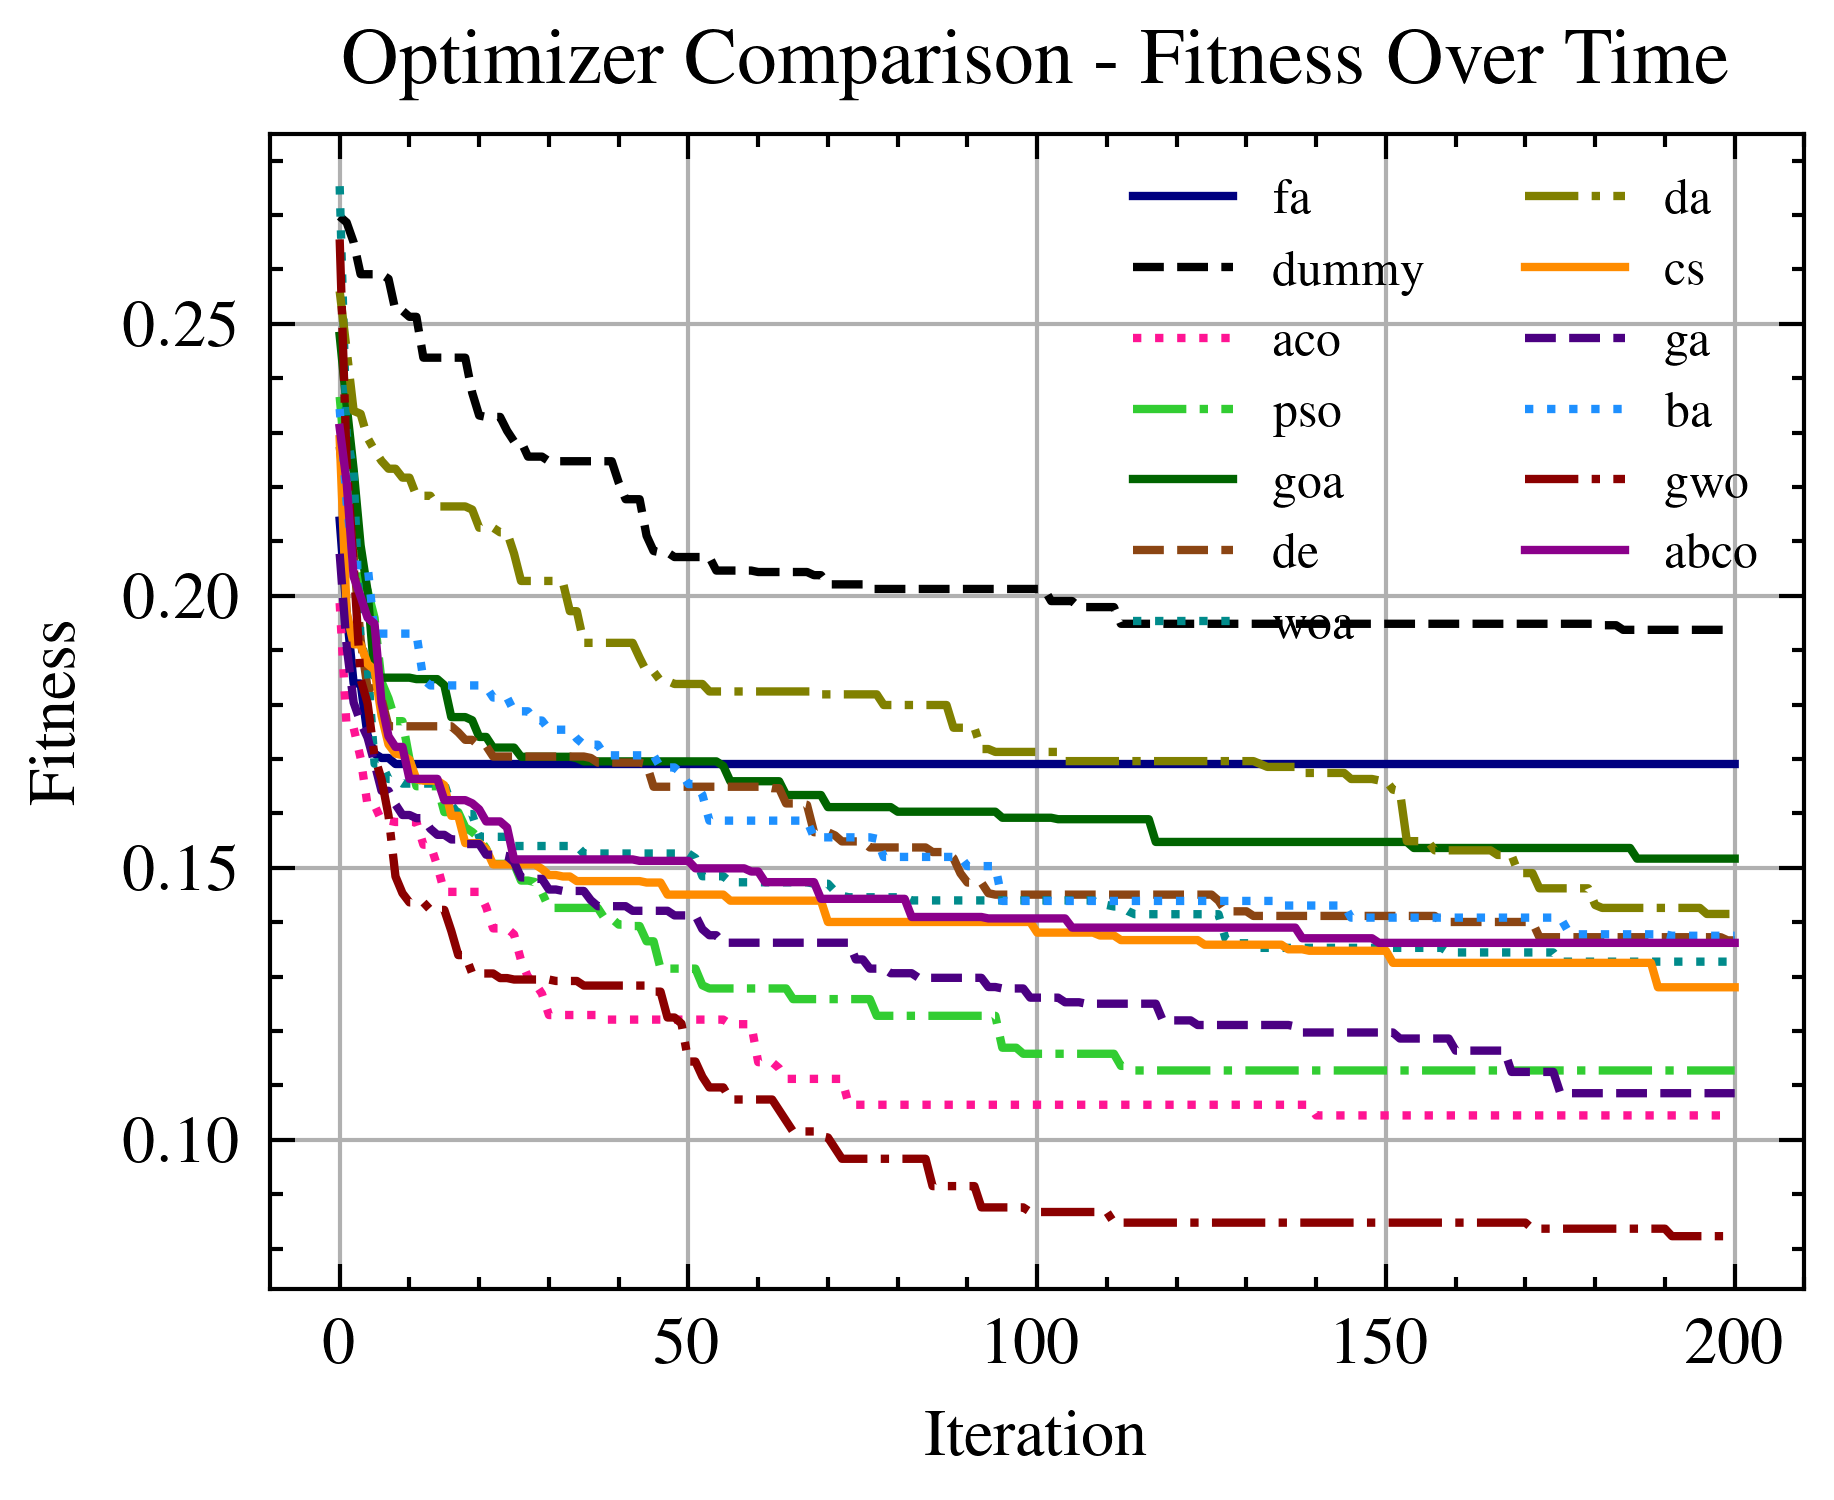 Optimizer Comparison - Fitness Over Time
Fitness
0.25
0.20
0.15
0.10
fa
dummy
aco
pso
goa
de
woa
da
cs
ga
ba
gwo
abco
0 50 100 150 200
Iteration